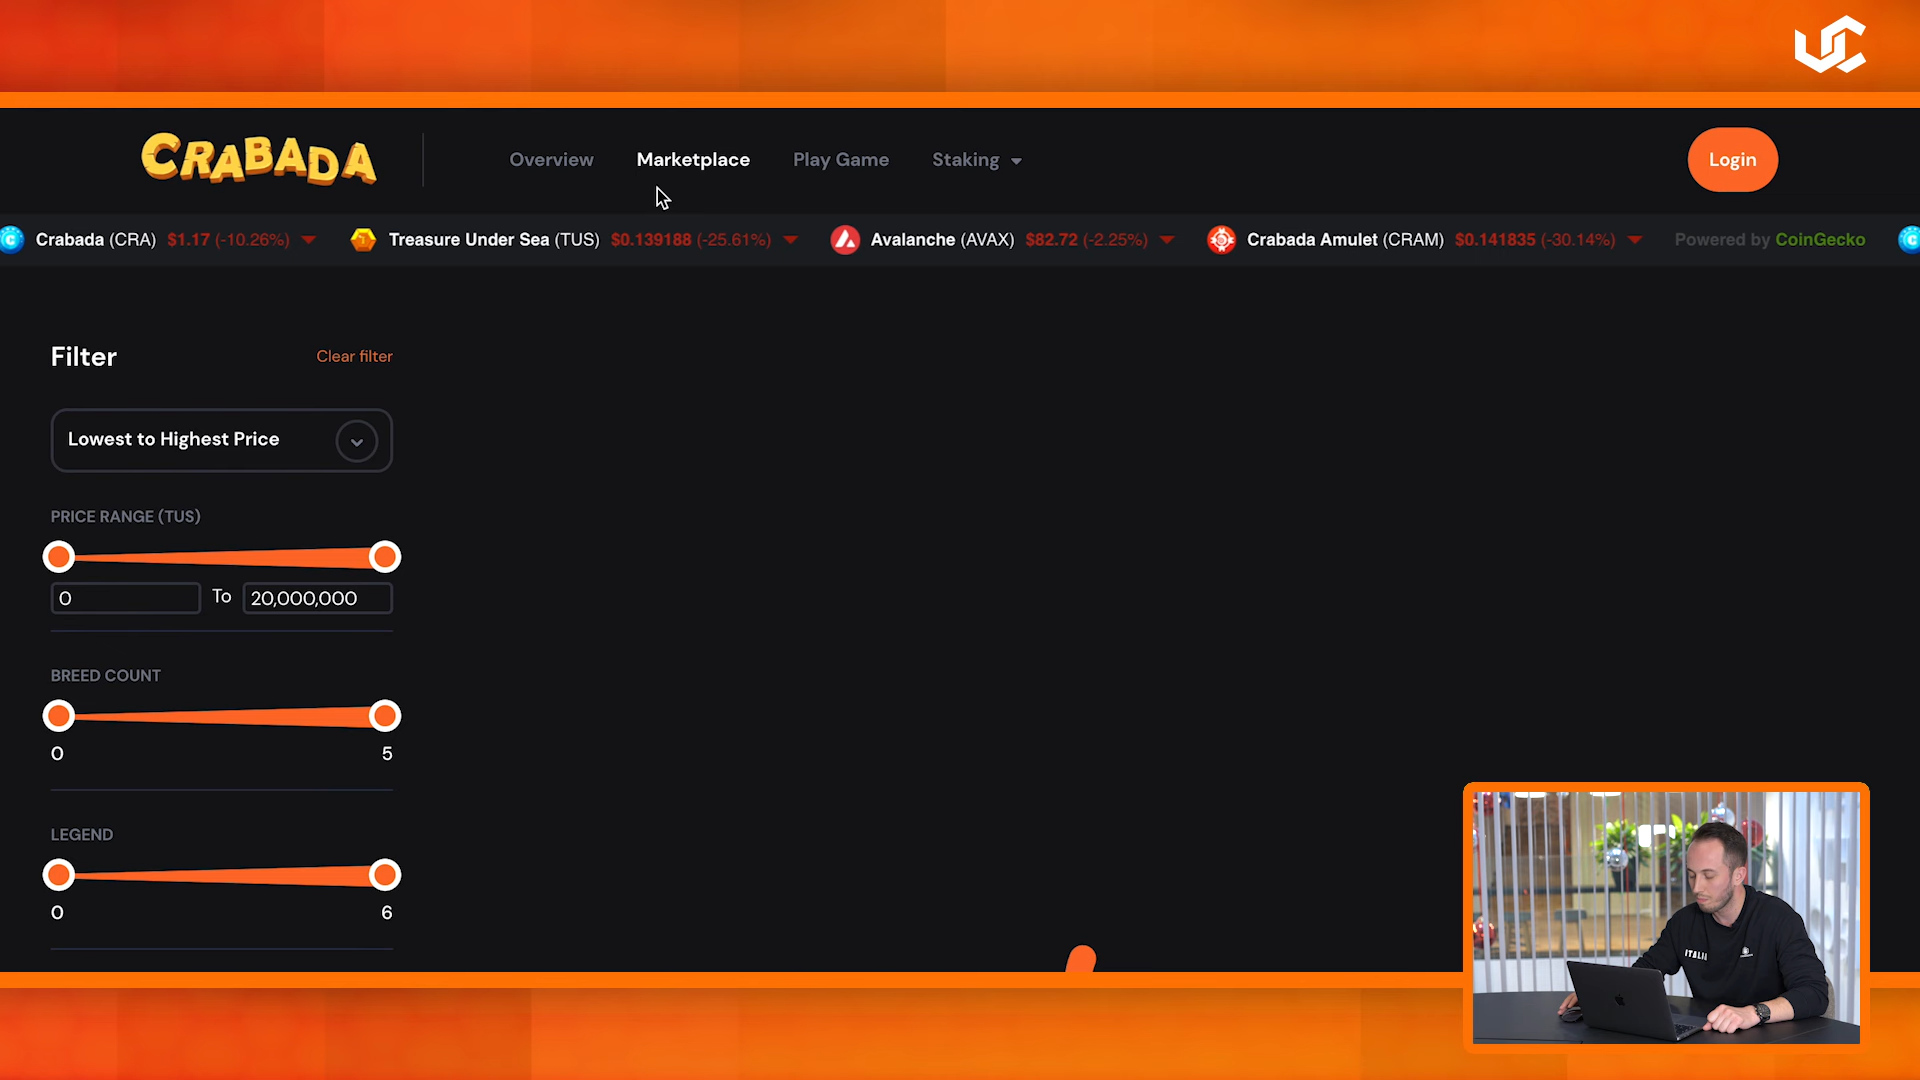 CRABADA
Overview Marketplace Play Game Staking Login
Crabada (CRA) $1.17 (-10.26%) Treasure Under Sea (TUS) $0.139188 (-25.61%) Avalanche (AVAX) $82.72 (-2.25%) Crabada Amulet (CRAM) $0.141835 (-30.14%) Powered by CoinGecko
Filter Clear filter
Lowest to Highest Price
PRICE RANGE (TUS)
0 To 20,000,000
BREED COUNT
0 5
LEGEND
0 6
ITALIA